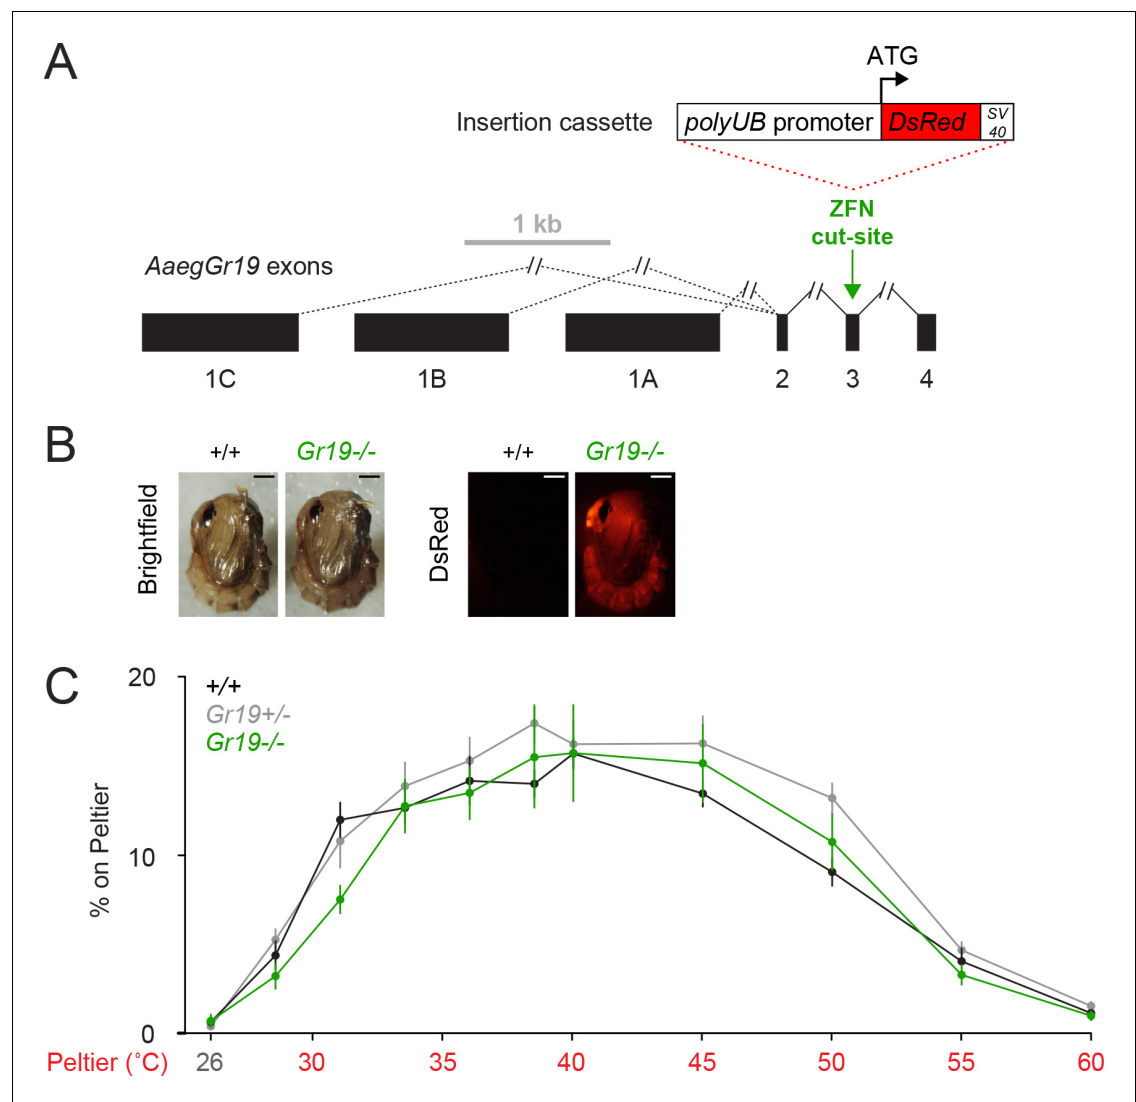 A
ATG
Insertion cassette
polyUB promoter
DsRed
SV
40
ZFN
cut-site
1 kb
AaegGr19 exons
//
//
//
//
//
1C
1B
1A
2
3
4
B
+/+
Gr19-/-
+/+
Gr19-/-
Brightfield
DsRed
C
20
+/+
Gr19+/-
Gr19-/-
10
% on Peltier
0
Peltier (˚C)
26
30
35
40
45
50
55
60